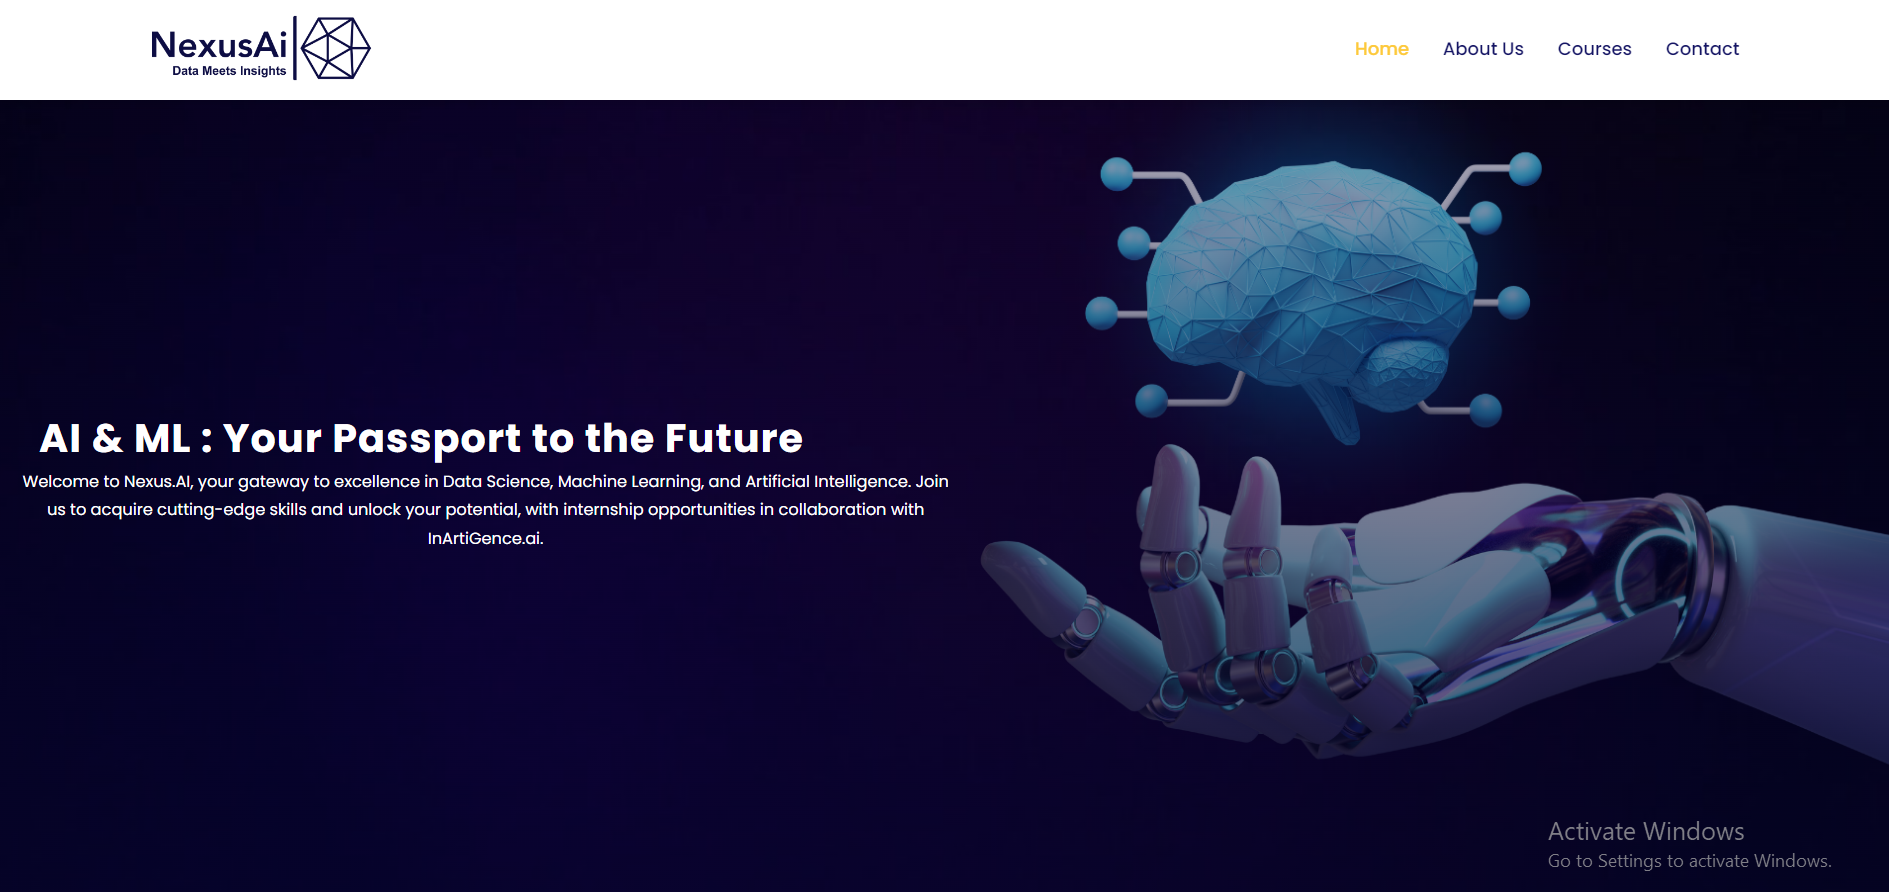 NexusAi
Data Meets Insights
Home
About Us
Courses
Contact
AI & ML : Your Passport to the Future
Welcome to Nexus.AI, your gateway to excellence in Data Science, Machine Learning, and Artificial Intelligence. Join
us to acquire cutting-edge skills and unlock your potential, with internship opportunities in collaboration with
InArtiGence.ai.
Activate Windows
Go to Settings to activate Windows.